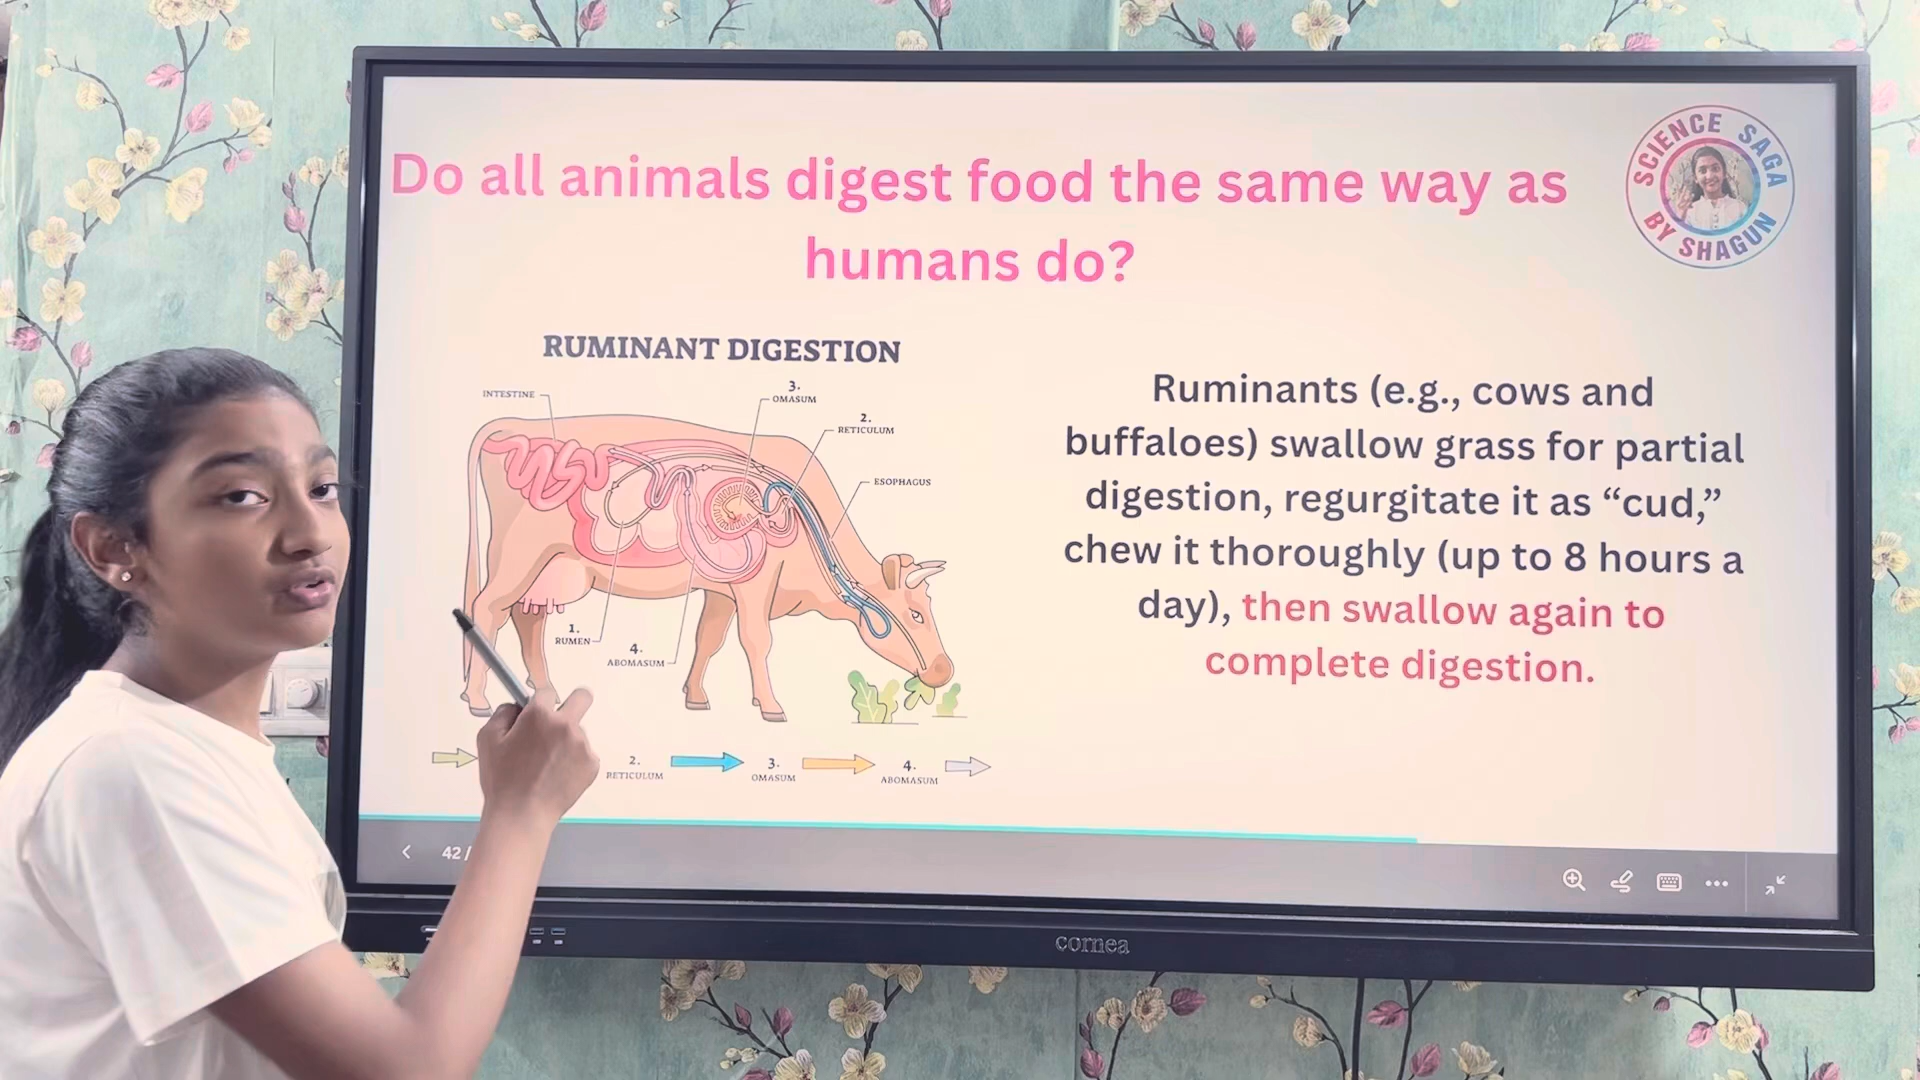 Do all animals digest food the same way as
humans do?
SCIENCE SAGA
BY SHAGUN
RUMINANT DIGESTION
INTESTINE
3.
OMASUM
2.
RETICULUM
ESOPHAGUS
1.
RUMEN
4.
ABOMASUM
2.
RETICULUM
3.
OMASUM
4.
ABOMASUM
Ruminants (e.g., cows and
buffaloes) swallow grass for partial
digestion, regurgitate it as “cud,”
chew it thoroughly (up to 8 hours a
day), then swallow again to
complete digestion.
42 /
cornea